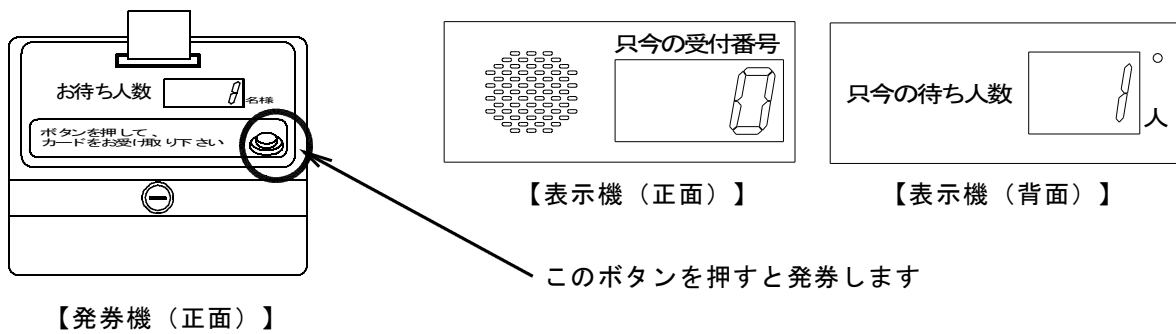 お待ち人数 1 名様
ボタンを押して、
カードをお受け取り下さい
【発券機（正面）】
只今の受付番号
0
【表示機（正面）】
只今の待ち人数 1 人
【表示機（背面）】
このボタンを押すと発券します